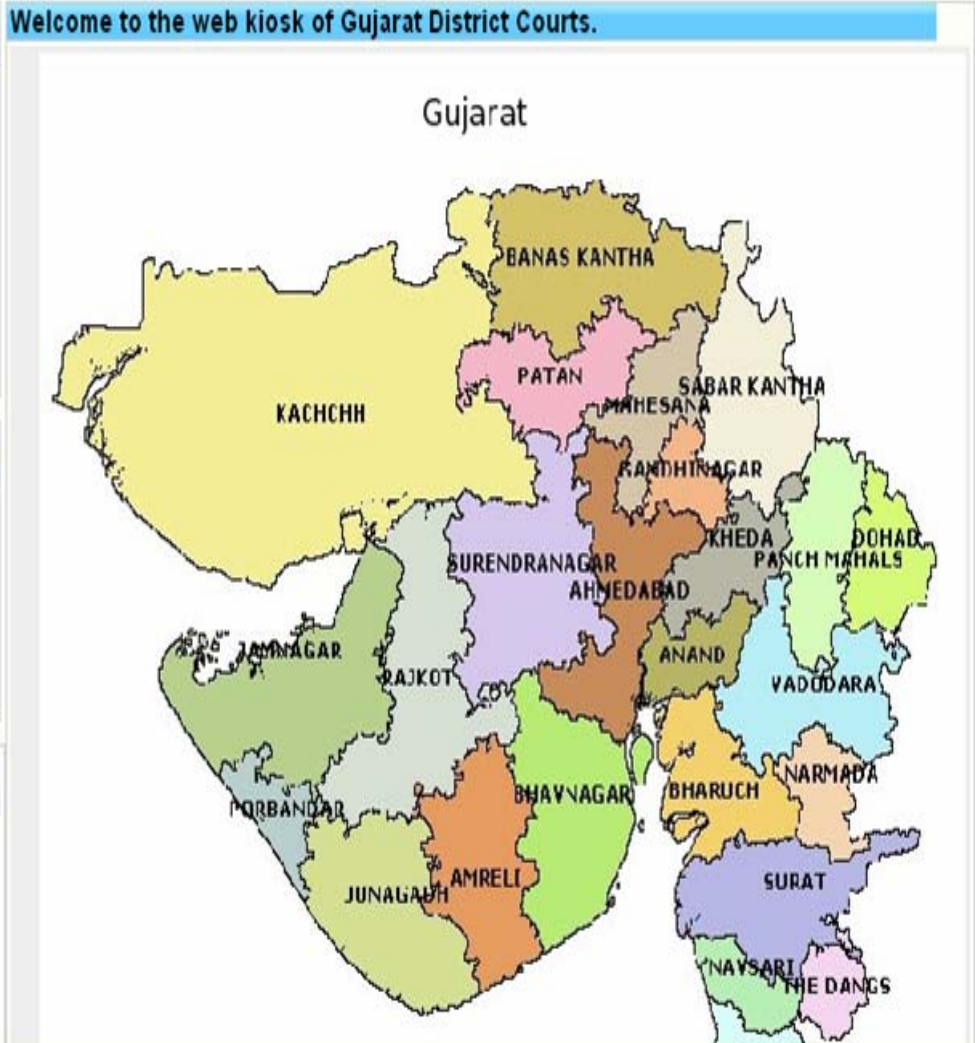 Welcome to the web kiosk of Gujarat District Courts.
Gujarat
BANAS KANTHA
PATAN
SABAR KANTHA
MAHESANA
KACHCHH
GANDHINAGAR
KHEDA
DOHAD
PANCH MAHALS
SURENDRANAGAR
AHMEDABAD
JAMNAGAR
ANAND
RAJKOT
VADODARA
NARMADA
BHARUCH
BHAVNAGAR
PORBANDAR
AMRELI
SURAT
JUNAGADH
NAVSARI
THE DANGS